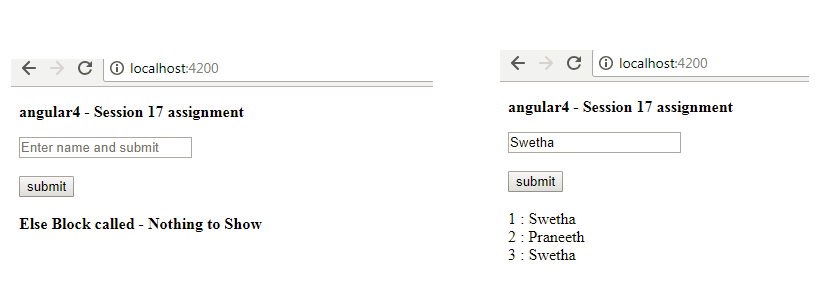 localhost:4200
angular4 - Session 17 assignment
Enter name and submit
submit
Else Block called - Nothing to Show
localhost:4200
angular4 - Session 17 assignment
Swetha
submit
1 : Swetha
2 : Praneeth
3 : Swetha